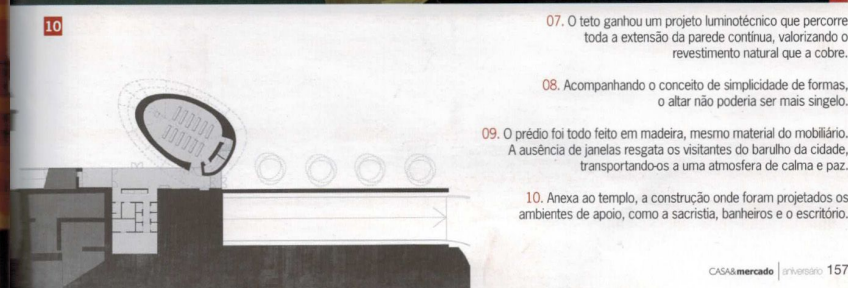 10
07. O teto ganhou um projeto luminotécnico que percorre
toda a extensão da parede contínua, valorizando o
revestimento natural que a cobre.
08. Acompanhando o conceito de simplicidade de formas,
o altar não poderia ser mais singelo.
09. O prédio foi todo feito em madeira, mesmo material do mobiliário.
A ausência de janelas resgata os visitantes do barulho da cidade,
transportando-os a uma atmosfera de calma e paz.
10. Anexa ao templo, a construção onde foram projetados os
ambientes de apoio, como a sacristia, banheiros e o escritório.
CASA&mercado | aniversário 157